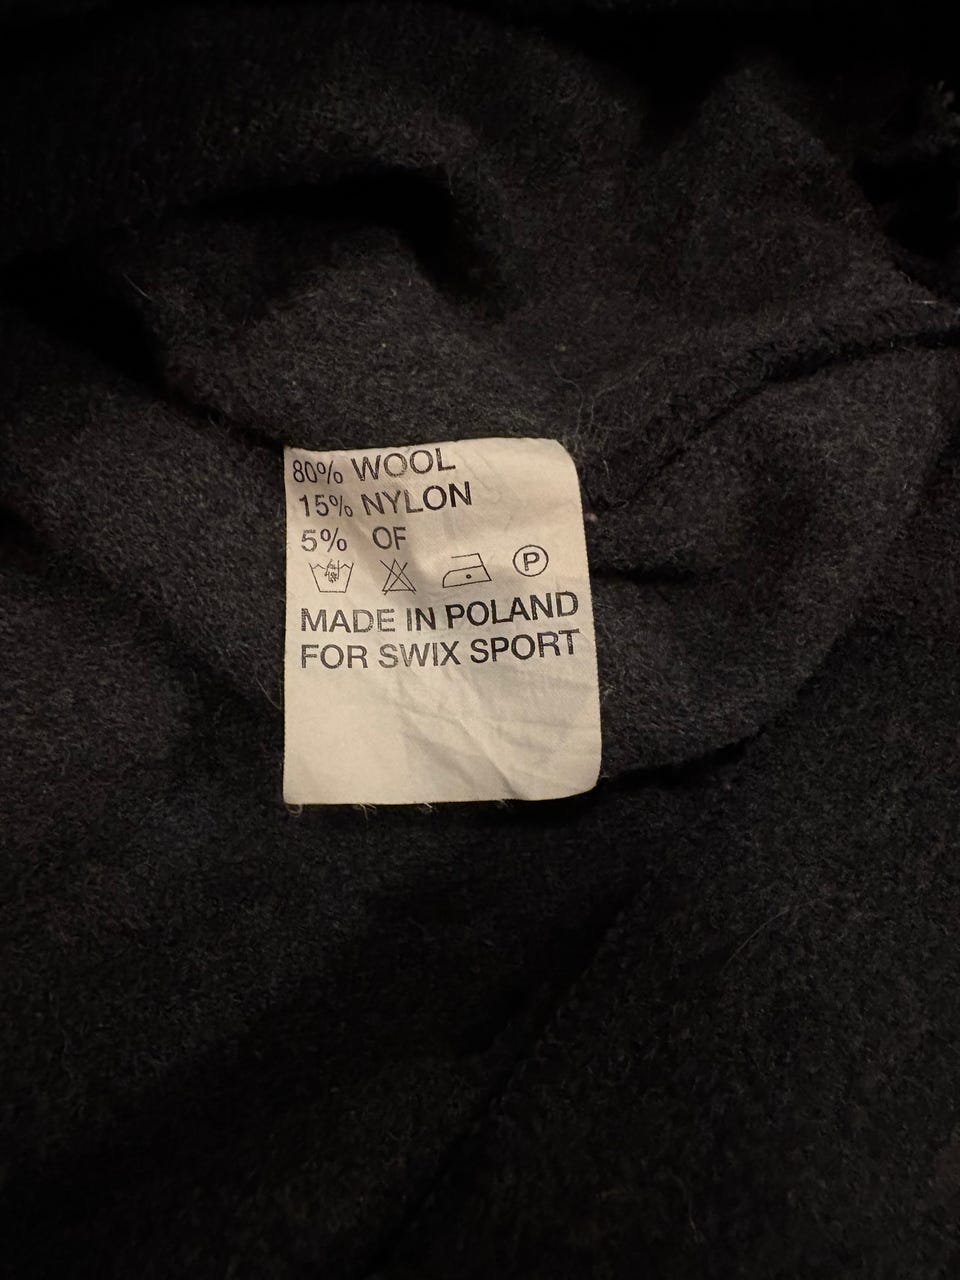 80% WOOL
15% NYLON
5% OF
P
MADE IN POLAND
FOR SWIX SPORT